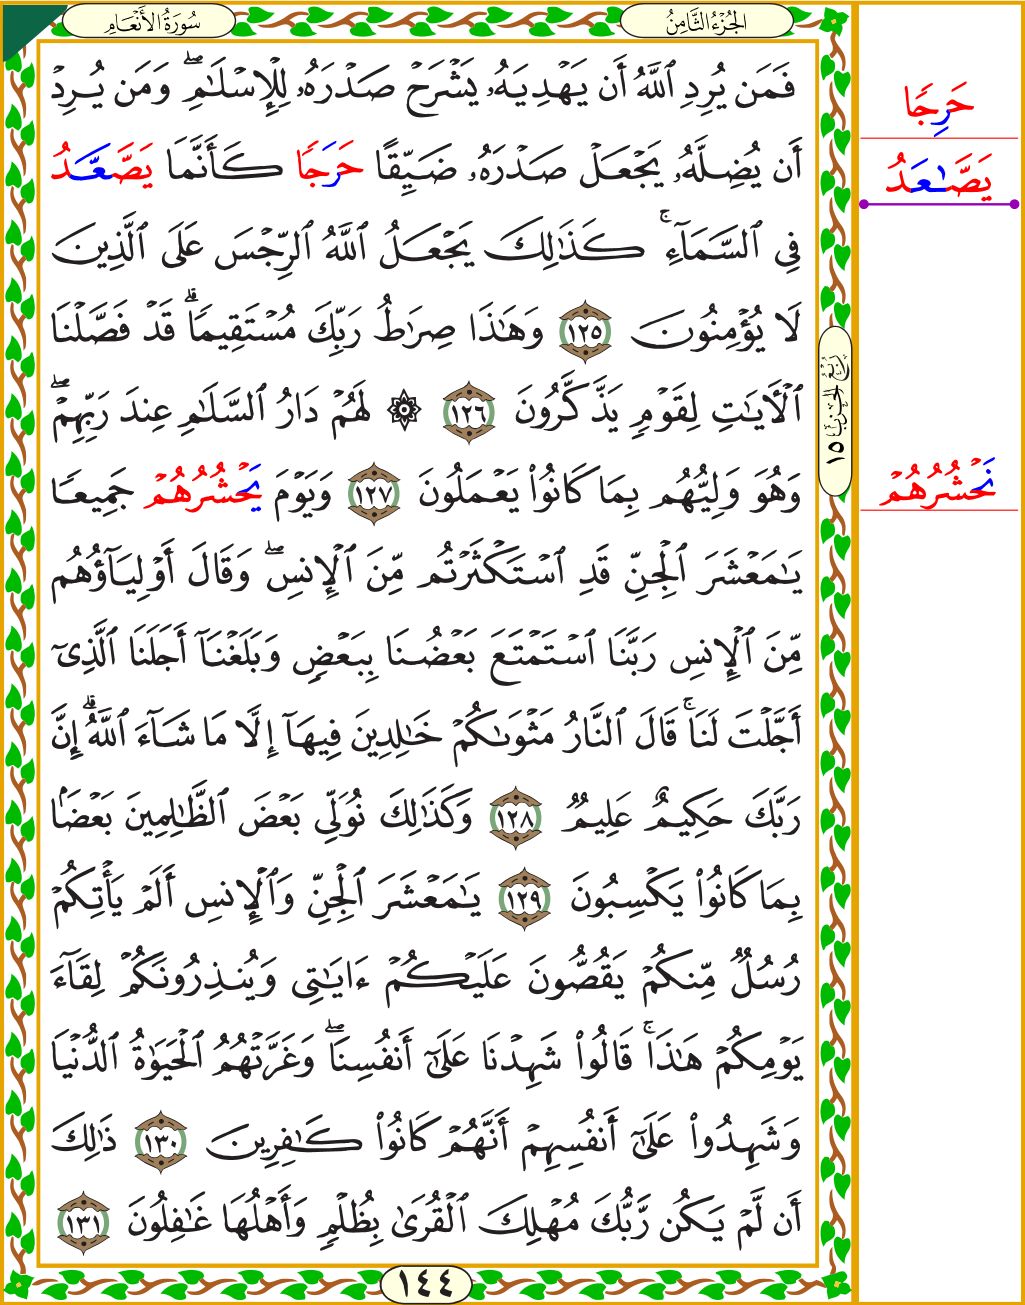 سُورَةُ الأَنْعَامِ
الجُزْءُ الثَّامِنُ
فَمَن يُرِدِ ٱللَّهُ أَن يَهْدِيَهُۥ يَشْرَحْ صَدْرَهُۥ لِلْإِسْلَٰمِ ۖ وَمَن يُرِدْ
أَن يُضِلَّهُۥ يَجْعَلْ صَدْرَهُۥ ضَيِّقًا حَرَجًا كَأَنَّمَا يَصَّعَّدُ
فِى ٱلسَّمَآءِ ۚ كَذَٰلِكَ يَجْعَلُ ٱللَّهُ ٱلرِّجْسَ عَلَى ٱلَّذِينَ
لَا يُؤْمِنُونَ ١٢٥ وَهَٰذَا صِرَٰطُ رَبِّكَ مُسْتَقِيمًا ۗ قَدْ فَصَّلْنَا
ٱلْءَايَٰتِ لِقَوْمٍ يَذَّكَّرُونَ ١٢٦ ۞ لَهُمْ دَارُ ٱلسَّلَٰمِ عِندَ رَبِّهِمْ ۖ
وَهُوَ وَلِيُّهُم بِمَا كَانُوا۟ يَعْمَلُونَ ١٢٧ وَيَوْمَ يَحْشُرُهُمْ جَمِيعًا
يَٰمَعْشَرَ ٱلْجِنِّ قَدِ ٱسْتَكْثَرْتُم مِّنَ ٱلْإِنسِ ۖ وَقَالَ أَوْلِيَآؤُهُم
مِّنَ ٱلْإِنسِ رَبَّنَا ٱسْتَمْتَعَ بَعْضُنَا بِبَعْضٍ وَبَلَغْنَآ أَجَلَنَا ٱلَّذِىٓ
أَجَّلْتَ لَنَا ۚ قَالَ ٱلنَّارُ مَثْوَىٰكُمْ خَٰلِدِينَ فِيهَآ إِلَّا مَا شَآءَ ٱللَّهُ ۗ إِنَّ
رَبَّكَ حَكِيمٌ عَلِيمٌ ١٢٨ وَكَذَٰلِكَ نُوَلِّى بَعْضَ ٱلظَّٰلِمِينَ بَعْضًۢا
بِمَا كَانُوا۟ يَكْسِبُونَ ١٢٩ يَٰمَعْشَرَ ٱلْجِنِّ وَٱلْإِنسِ أَلَمْ يَأْتِكُمْ
رُسُلٌ مِّنكُمْ يَقُصُّونَ عَلَيْكُمْ ءَايَٰتِى وَيُنذِرُونَكُمْ لِقَآءَ
يَوْمِكُمْ هَٰذَا ۚ قَالُوا۟ شَهِدْنَا عَلَىٰٓ أَنفُسِنَا ۖ وَغَرَّتْهُمُ ٱلْحَيَوٰةُ ٱلدُّنْيَا
وَشَهِدُوا۟ عَلَىٰٓ أَنفُسِهِمْ أَنَّهُمْ كَانُوا۟ كَٰفِرِينَ ١٣٠ ذَٰلِكَ
أَن لَّمْ يَكُن رَّبُّكَ مُهْلِكَ ٱلْقُرَىٰ بِظُلْمٍ وَأَهْلُهَا غَٰفِلُونَ ١٣١
١٤٤
حَرِجًا
يَصَّٰعَدُ
رُبْعُ الْحِزْبِ ١٥
نَحْشُرُهُمْ